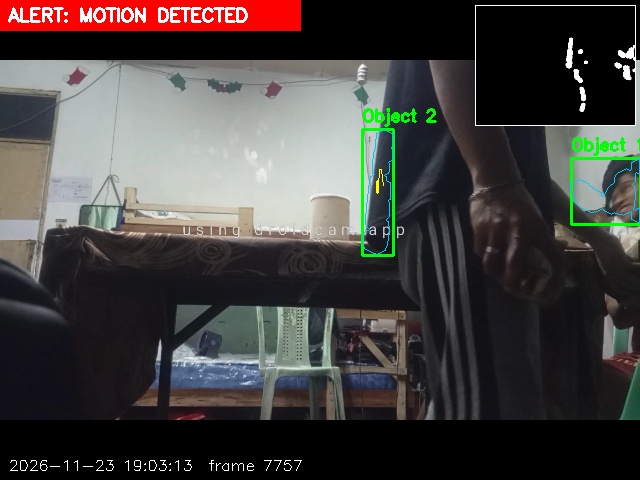 ALERT: MOTION DETECTED
Object 2
Object 1
using droidcam app
2026-11-23 19:03:13 frame 7757